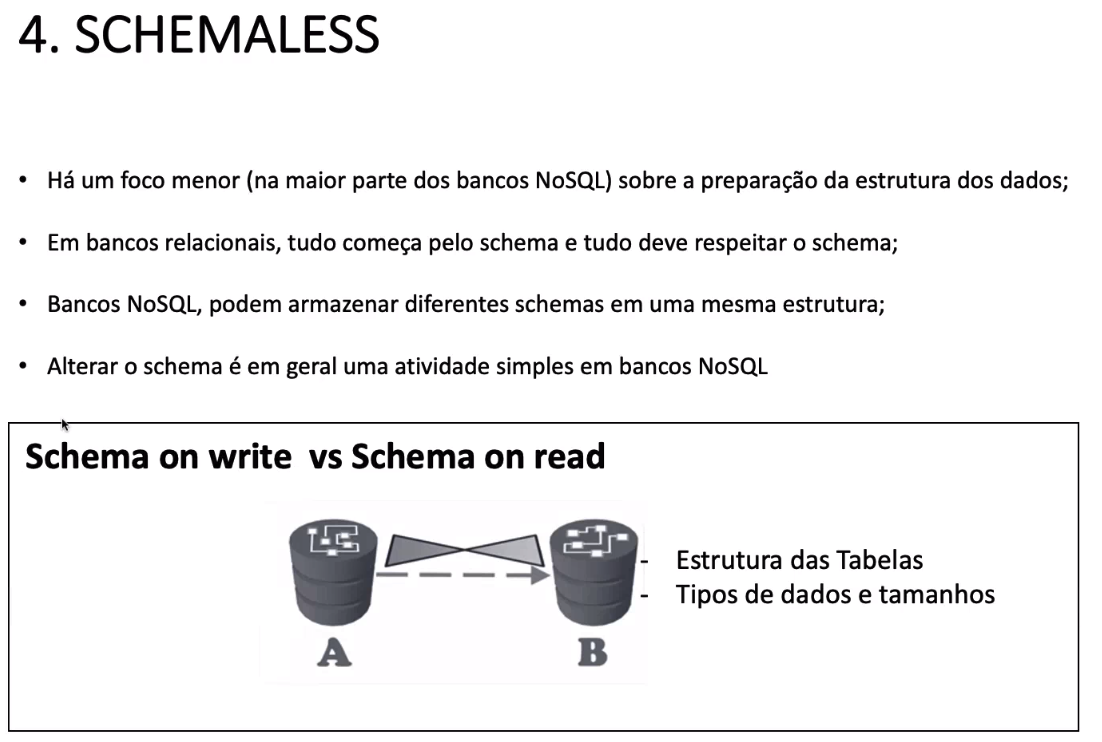 4. SCHEMALESS
• Há um foco menor (na maior parte dos bancos NoSQL) sobre a preparação da estrutura dos dados;
• Em bancos relacionais, tudo começa pelo schema e tudo deve respeitar o schema;
• Bancos NoSQL, podem armazenar diferentes schemas em uma mesma estrutura;
• Alterar o schema é em geral uma atividade simples em bancos NoSQL
Schema on write vs Schema on read
- Estrutura das Tabelas
- Tipos de dados e tamanhos
A B